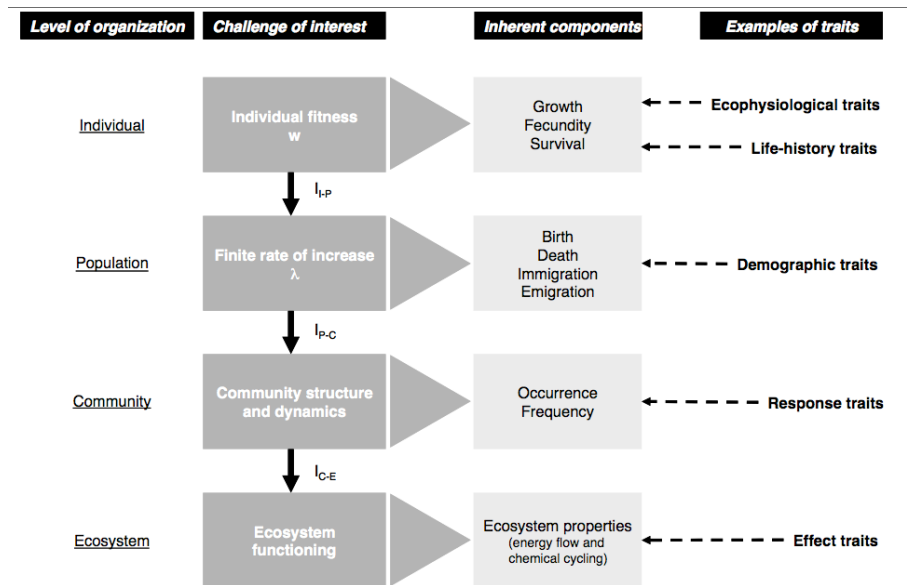 Level of organization
Challenge of interest
Inherent components
Examples of traits
Individual
Individual fitness
w
Growth
Fecundity
Survival
Ecophysiological traits
Life-history traits
I I-P
Population
Finite rate of increase
λ
Birth
Death
Immigration
Emigration
Demographic traits
I P-C
Community
Community structure
and dynamics
Occurrence
Frequency
Response traits
I C-E
Ecosystem
Ecosystem
functioning
Ecosystem properties
(energy flow and
chemical cycling)
Effect traits